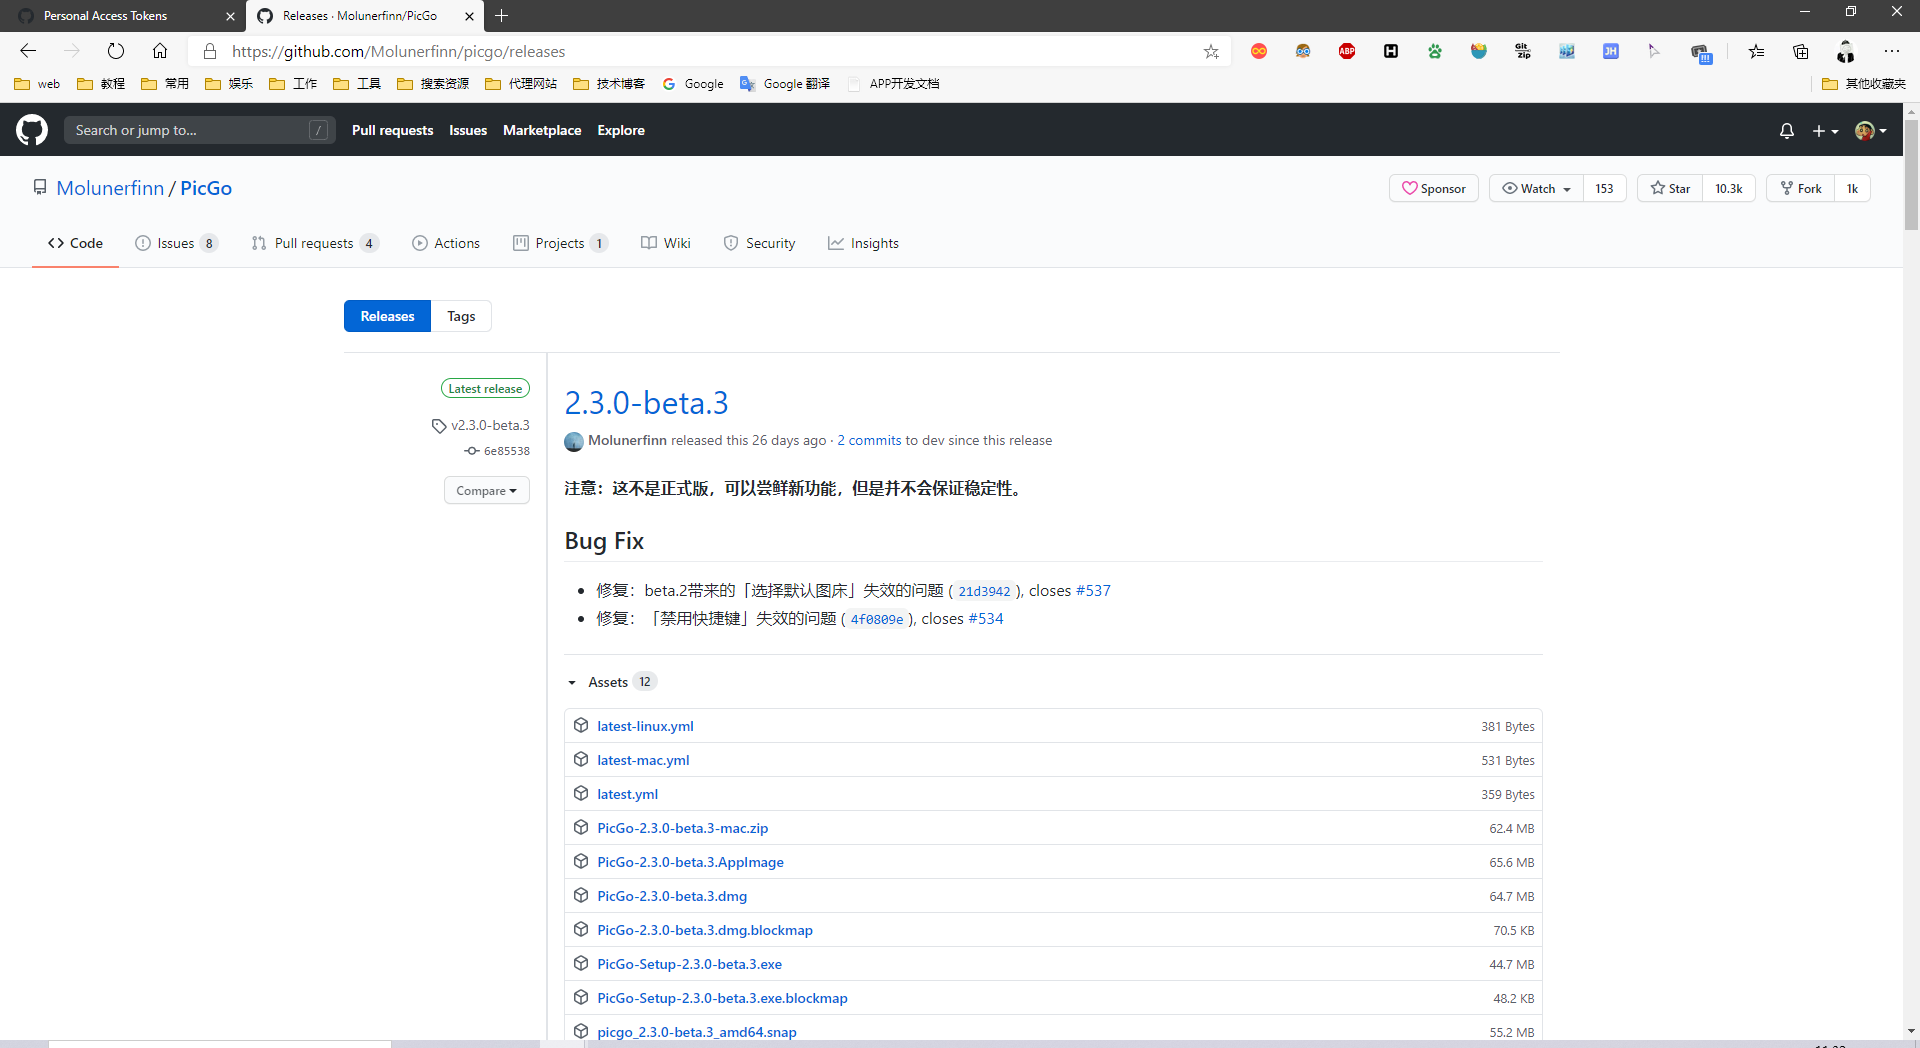 Personal Access Tokens
Releases · Molunerfinn/PicGo
https://github.com/Molunerfinn/picgo/releases
ABP
H
Git zip
JH
web 教程 常用 娱乐 工作 工具 搜索资源 代理网站 技术博客 Google Google 翻译 APP开发文档 其他收藏夹
Search or jump to... / Pull requests Issues Marketplace Explore
Molunerfinn / PicGo Sponsor Watch 153 Star 10.3k Fork 1k
Code Issues 8 Pull requests 4 Actions Projects 1 Wiki Security Insights
Releases Tags
Latest release
v2.3.0-beta.3
6e85538
Compare
2.3.0-beta.3
Molunerfinn released this 26 days ago · 2 commits to dev since this release
注意：这不是正式版，可以尝鲜新功能，但是并不会保证稳定性。
Bug Fix
修复：beta.2带来的「选择默认图床」失效的问题 (21d3942), closes #537
修复：「禁用快捷键」失效的问题 (4f0809e), closes #534
Assets 12
latest-linux.yml 381 Bytes
latest-mac.yml 531 Bytes
latest.yml 359 Bytes
PicGo-2.3.0-beta.3-mac.zip 62.4 MB
PicGo-2.3.0-beta.3.AppImage 65.6 MB
PicGo-2.3.0-beta.3.dmg 64.7 MB
PicGo-2.3.0-beta.3.dmg.blockmap 70.5 KB
PicGo-Setup-2.3.0-beta.3.exe 44.7 MB
PicGo-Setup-2.3.0-beta.3.exe.blockmap 48.2 KB
picgo_2.3.0-beta.3_amd64.snap 55.2 MB